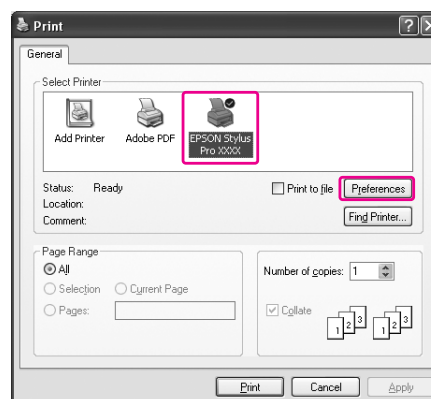 Print
General
Select Printer
Add Printer Adobe PDF EPSON Stylus
Pro XXXX
Status: Ready Print to file Preferences
Location:
Comment: Find Printer...
Page Range
All Number of copies: 1
Selection Current Page
Pages: Collate
1 2 3 1 2 3
Print Cancel Apply